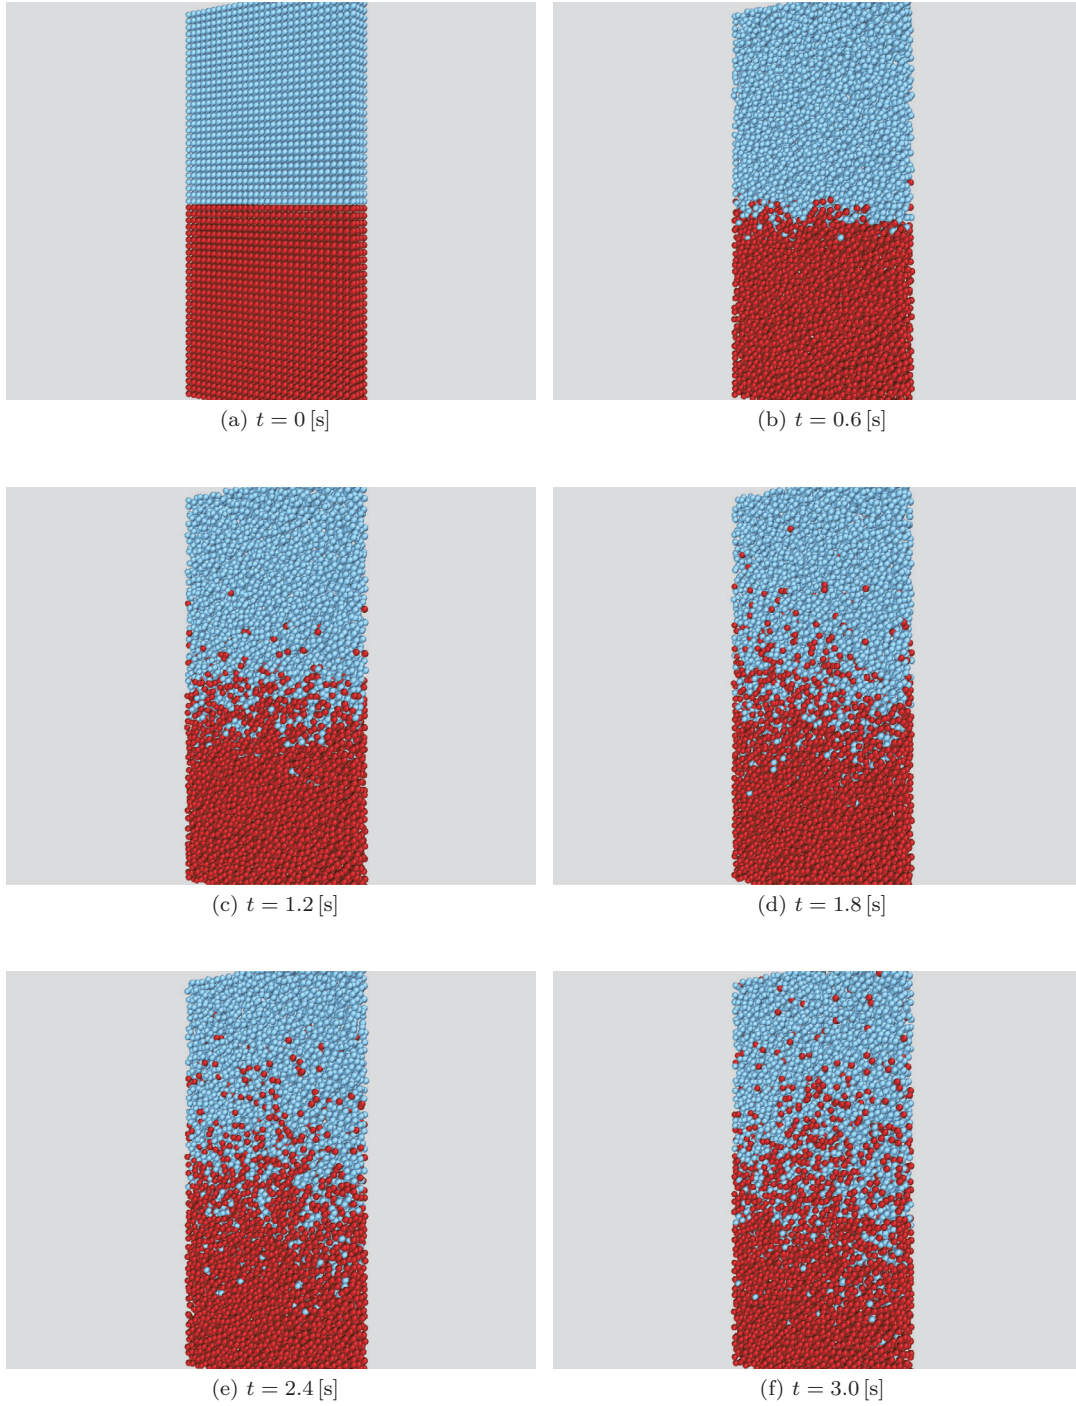 (a) t = 0 [s]
(b) t = 0.6 [s]
(c) t = 1.2 [s]
(d) t = 1.8 [s]
(e) t = 2.4 [s]
(f) t = 3.0 [s]